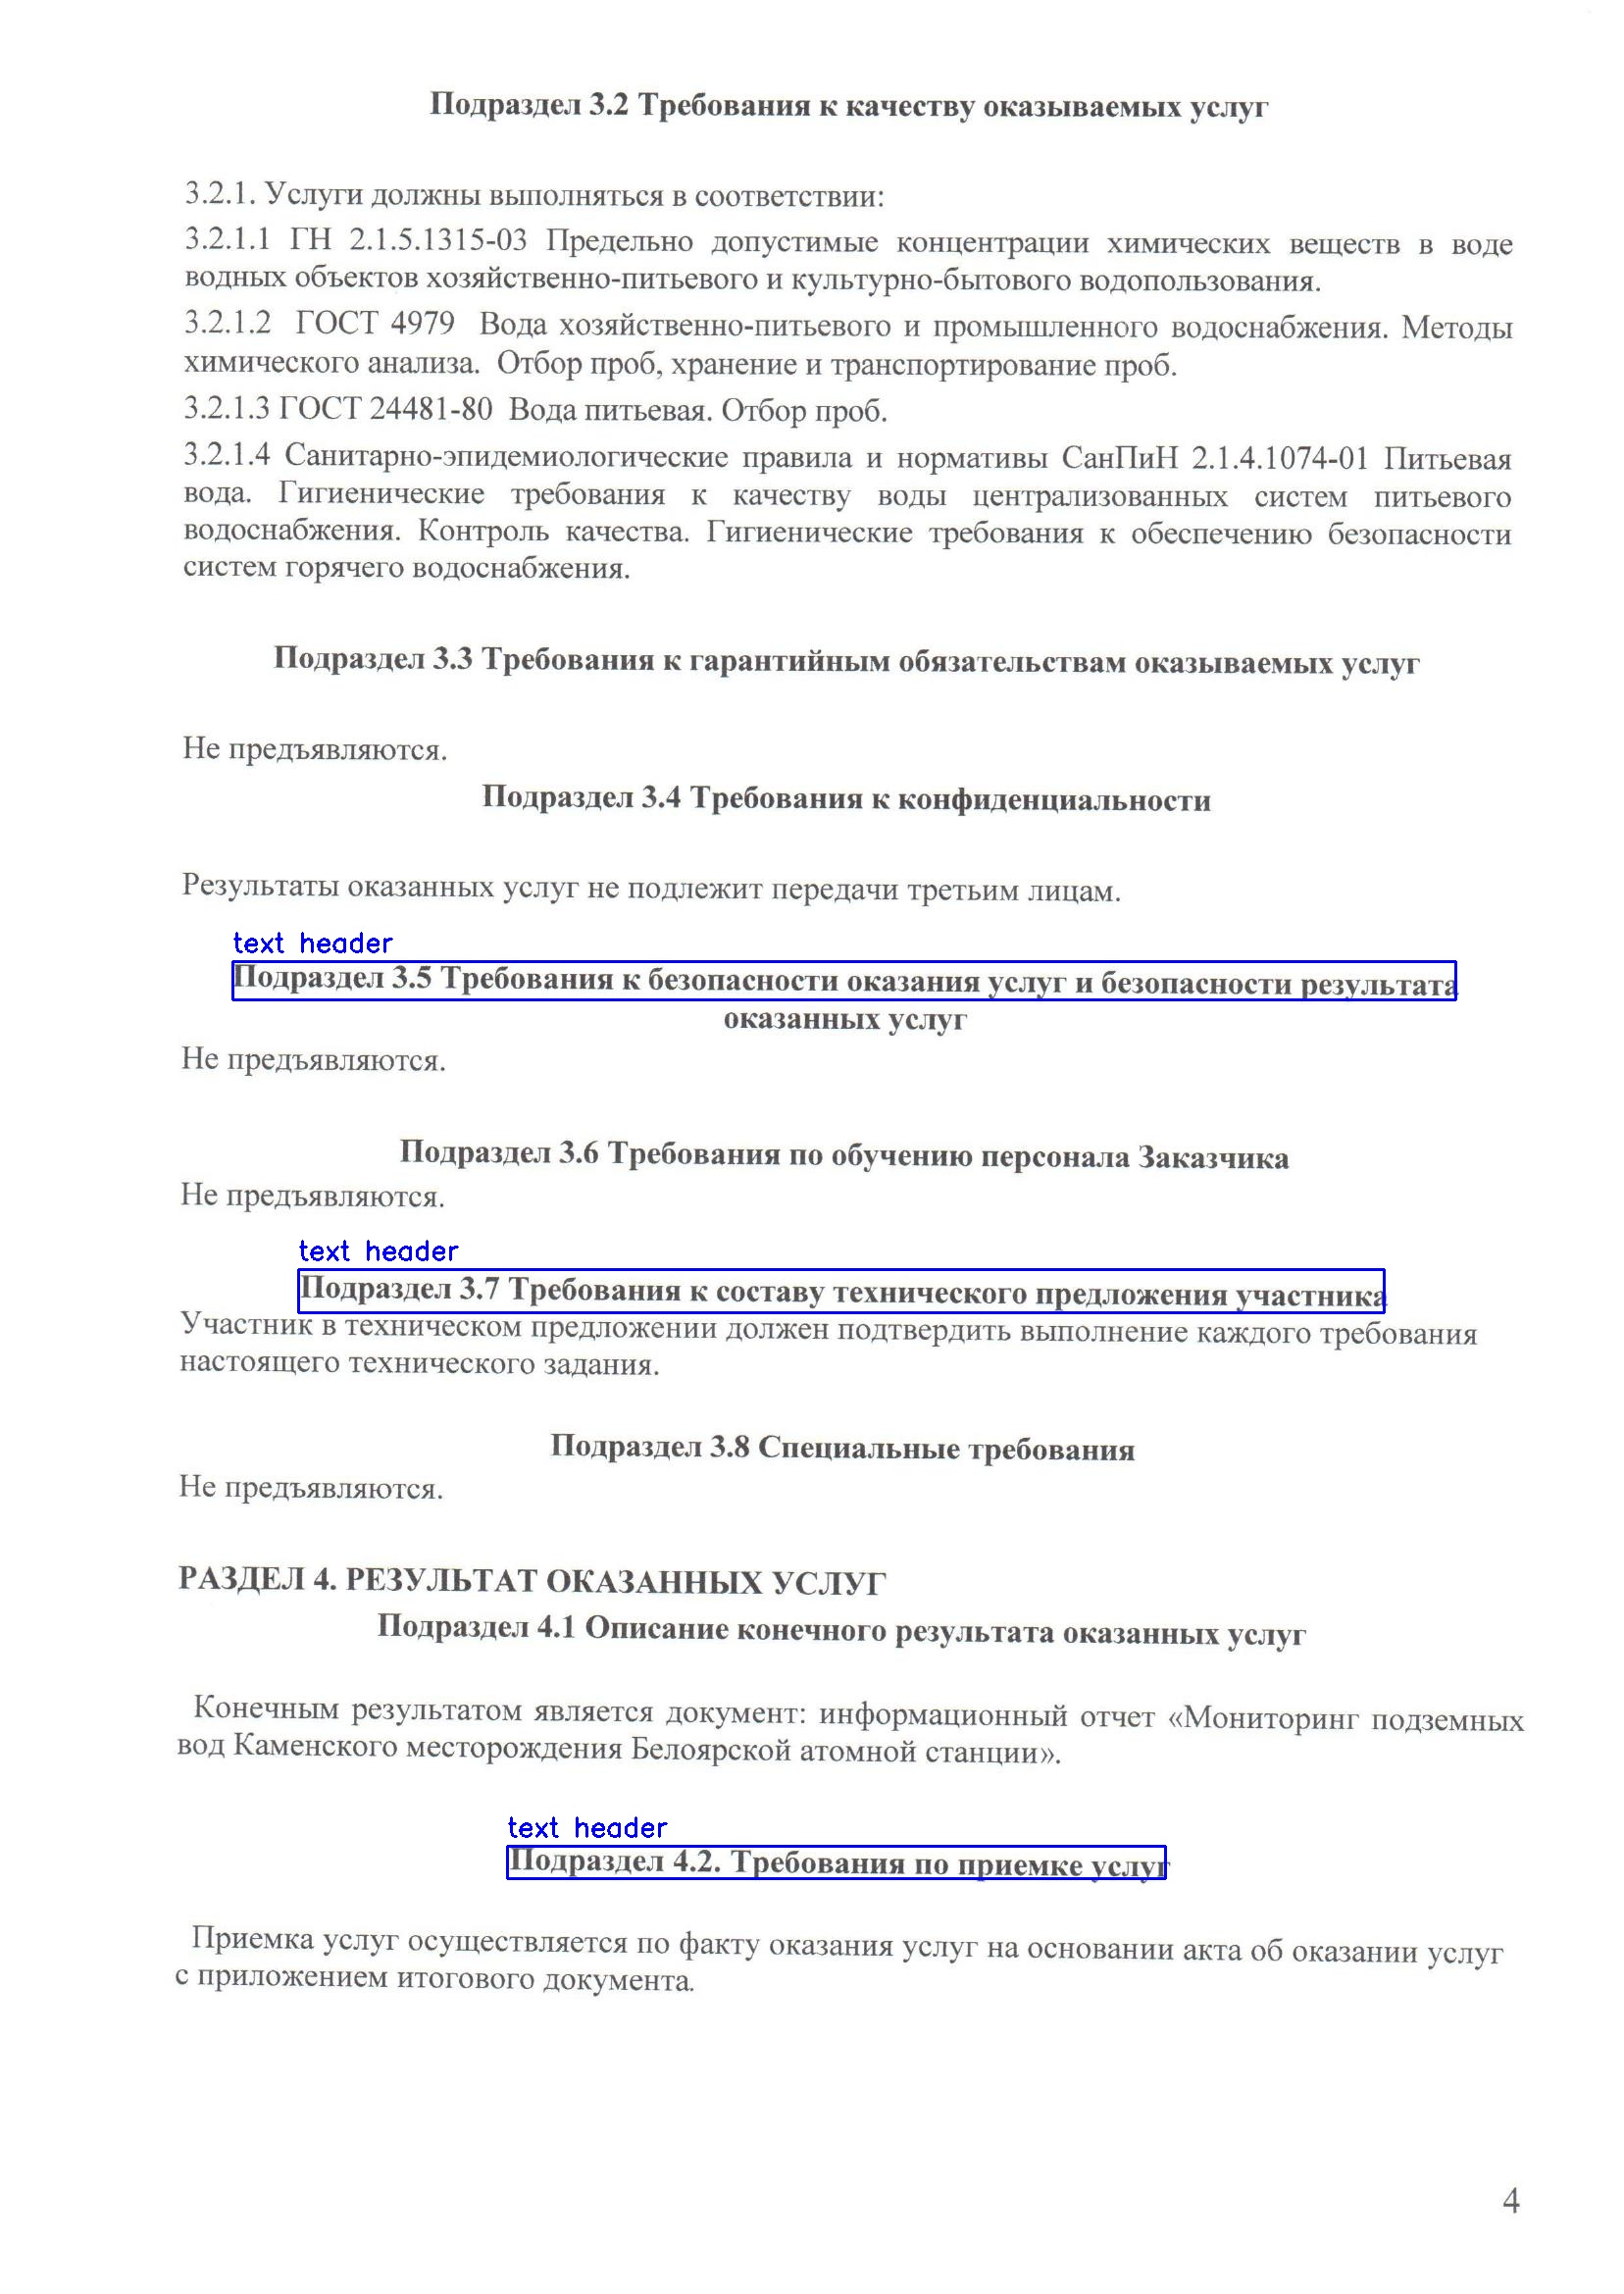 Подраздел 3.2 Требования к качеству оказываемых услуг
3.2.1. Услуги должны выполняться в соответствии:
3.2.1.1 ГН 2.1.5.1315-03 Предельно допустимые концентрации химических веществ в воде
водных объектов хозяйственно-питьевого и культурно-бытового водопользования.
3.2.1.2 ГОСТ 4979 Вода хозяйственно-питьевого и промышленного водоснабжения. Методы
химического анализа. Отбор проб, хранение и транспортирование проб.
3.2.1.3 ГОСТ 24481-80 Вода питьевая. Отбор проб.
3.2.1.4 Санитарно-эпидемиологические правила и нормативы СанПиН 2.1.4.1074-01 Питьевая
вода. Гигиенические требования к качеству воды централизованных систем питьевого
водоснабжения. Контроль качества. Гигиенические требования к обеспечению безопасности
систем горячего водоснабжения.
Подраздел 3.3 Требования к гарантийным обязательствам оказываемых услуг
Не предъявляются.
Подраздел 3.4 Требования к конфиденциальности
Результаты оказанных услуг не подлежит передачи третьим лицам.
text header
Подраздел 3.5 Требования к безопасности оказания услуг и безопасности результата
оказанных услуг
Не предъявляются.
Подраздел 3.6 Требования по обучению персонала Заказчика
Не предъявляются.
text header
Подраздел 3.7 Требования к составу технического предложения участника
Участник в техническом предложении должен подтвердить выполнение каждого требования
настоящего технического задания.
Подраздел 3.8 Специальные требования
Не предъявляются.
РАЗДЕЛ 4. РЕЗУЛЬТАТ ОКАЗАННЫХ УСЛУГ
Подраздел 4.1 Описание конечного результата оказанных услуг
Конечным результатом является документ: информационный отчет «Мониторинг подземных
вод Каменского месторождения Белоярской атомной станции».
text header
Подраздел 4.2. Требования по приемке услуг
Приемка услуг осуществляется по факту оказания услуг на основании акта об оказании услуг
с приложением итогового документа.
4